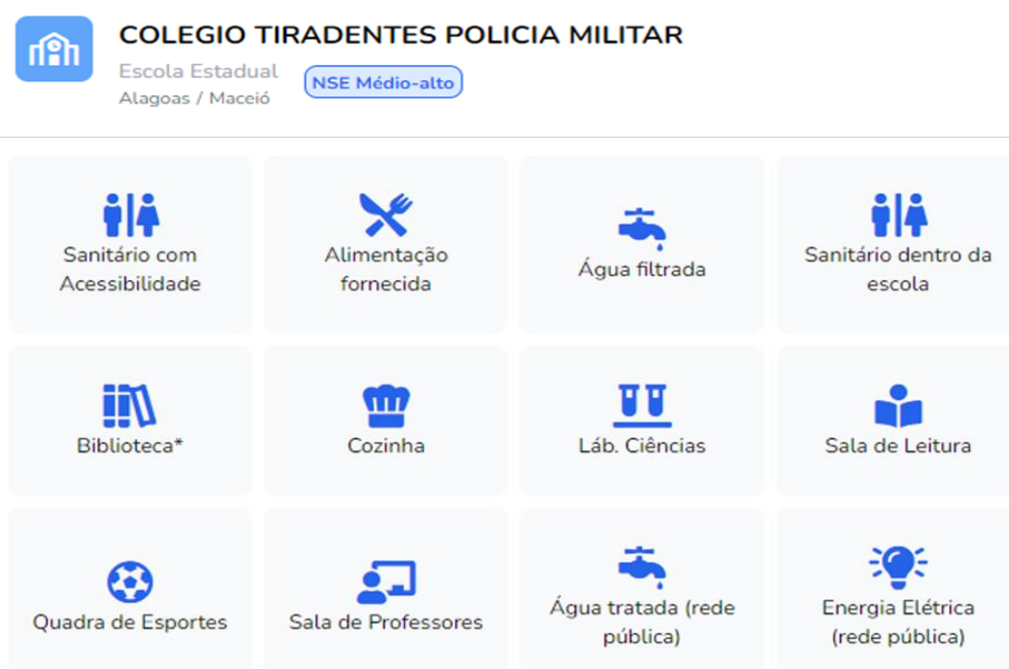 COLEGIO TIRADENTES POLICIA MILITAR
Escola Estadual
NSE Médio-alto
Alagoas / Maceió
Sanitário com
Acessibilidade
Alimentação
fornecida
Água filtrada
Sanitário dentro da
escola
Biblioteca*
Cozinha
Láb. Ciências
Sala de Leitura
Quadra de Esportes
Sala de Professores
Água tratada (rede
pública)
Energia Elétrica
(rede pública)